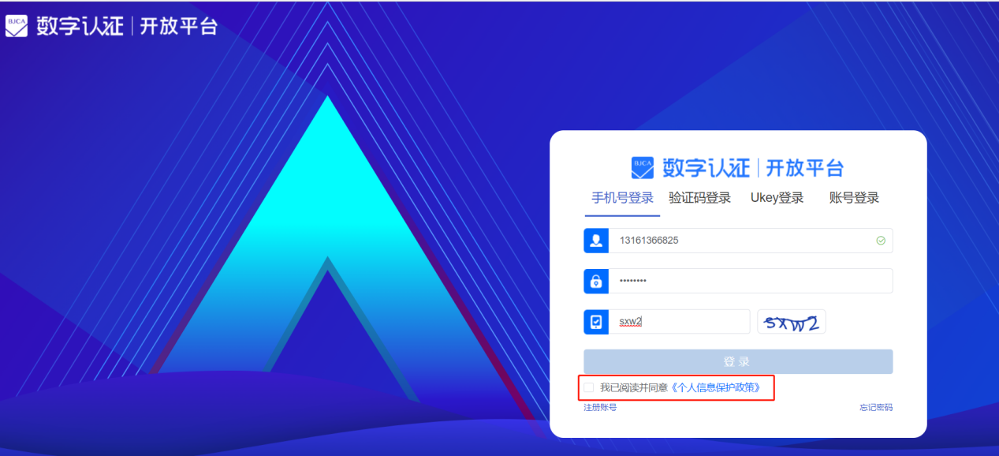 BJCA 数字认证 | 开放平台
BJCA 数字认证 | 开放平台
手机号登录 验证码登录 Ukey登录 账号登录
13161366825
••••••••
sxw2 sxw2
登 录
我已阅读并同意《个人信息保护政策》
注册账号 忘记密码